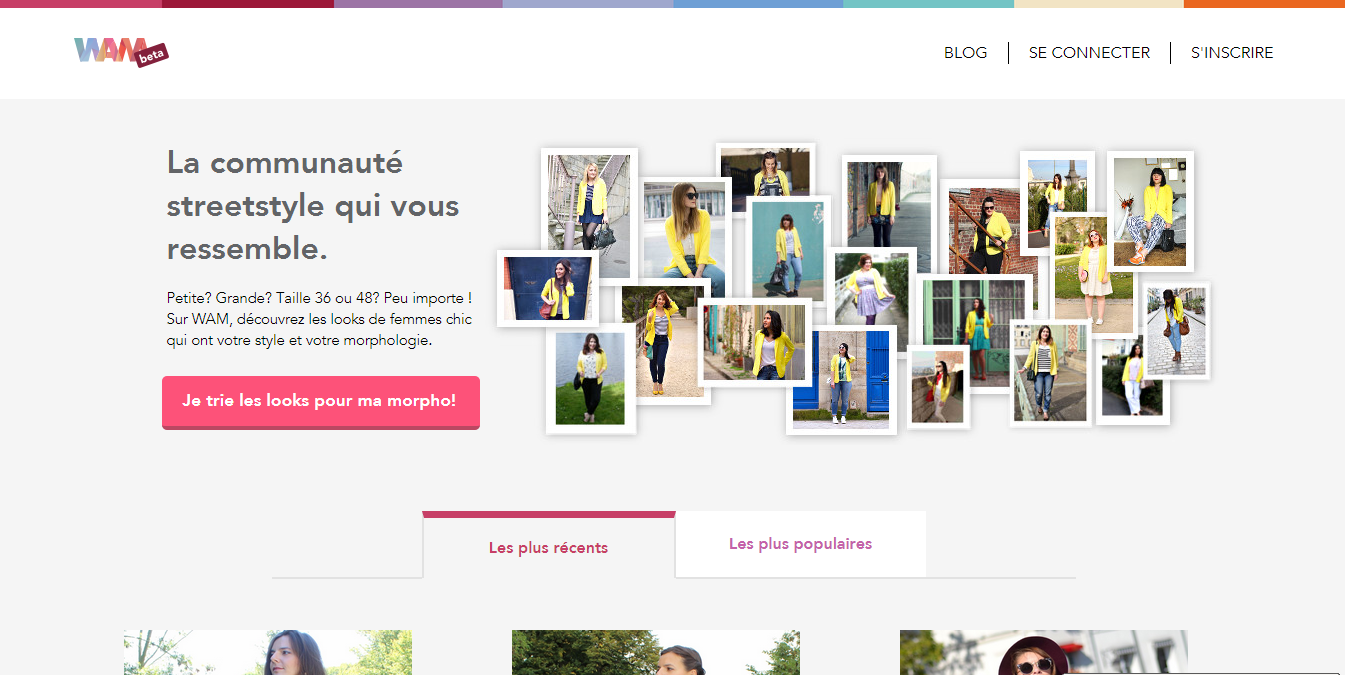 WAM beta
BLOG
SE CONNECTER
S'INSCRIRE
La communauté
streetstyle qui vous
ressemble.
Petite? Grande? Taille 36 ou 48? Peu importe !
Sur WAM, découvrez les looks de femmes chic
qui ont votre style et votre morphologie.
Je trie les looks pour ma morpho!
Les plus récents
Les plus populaires